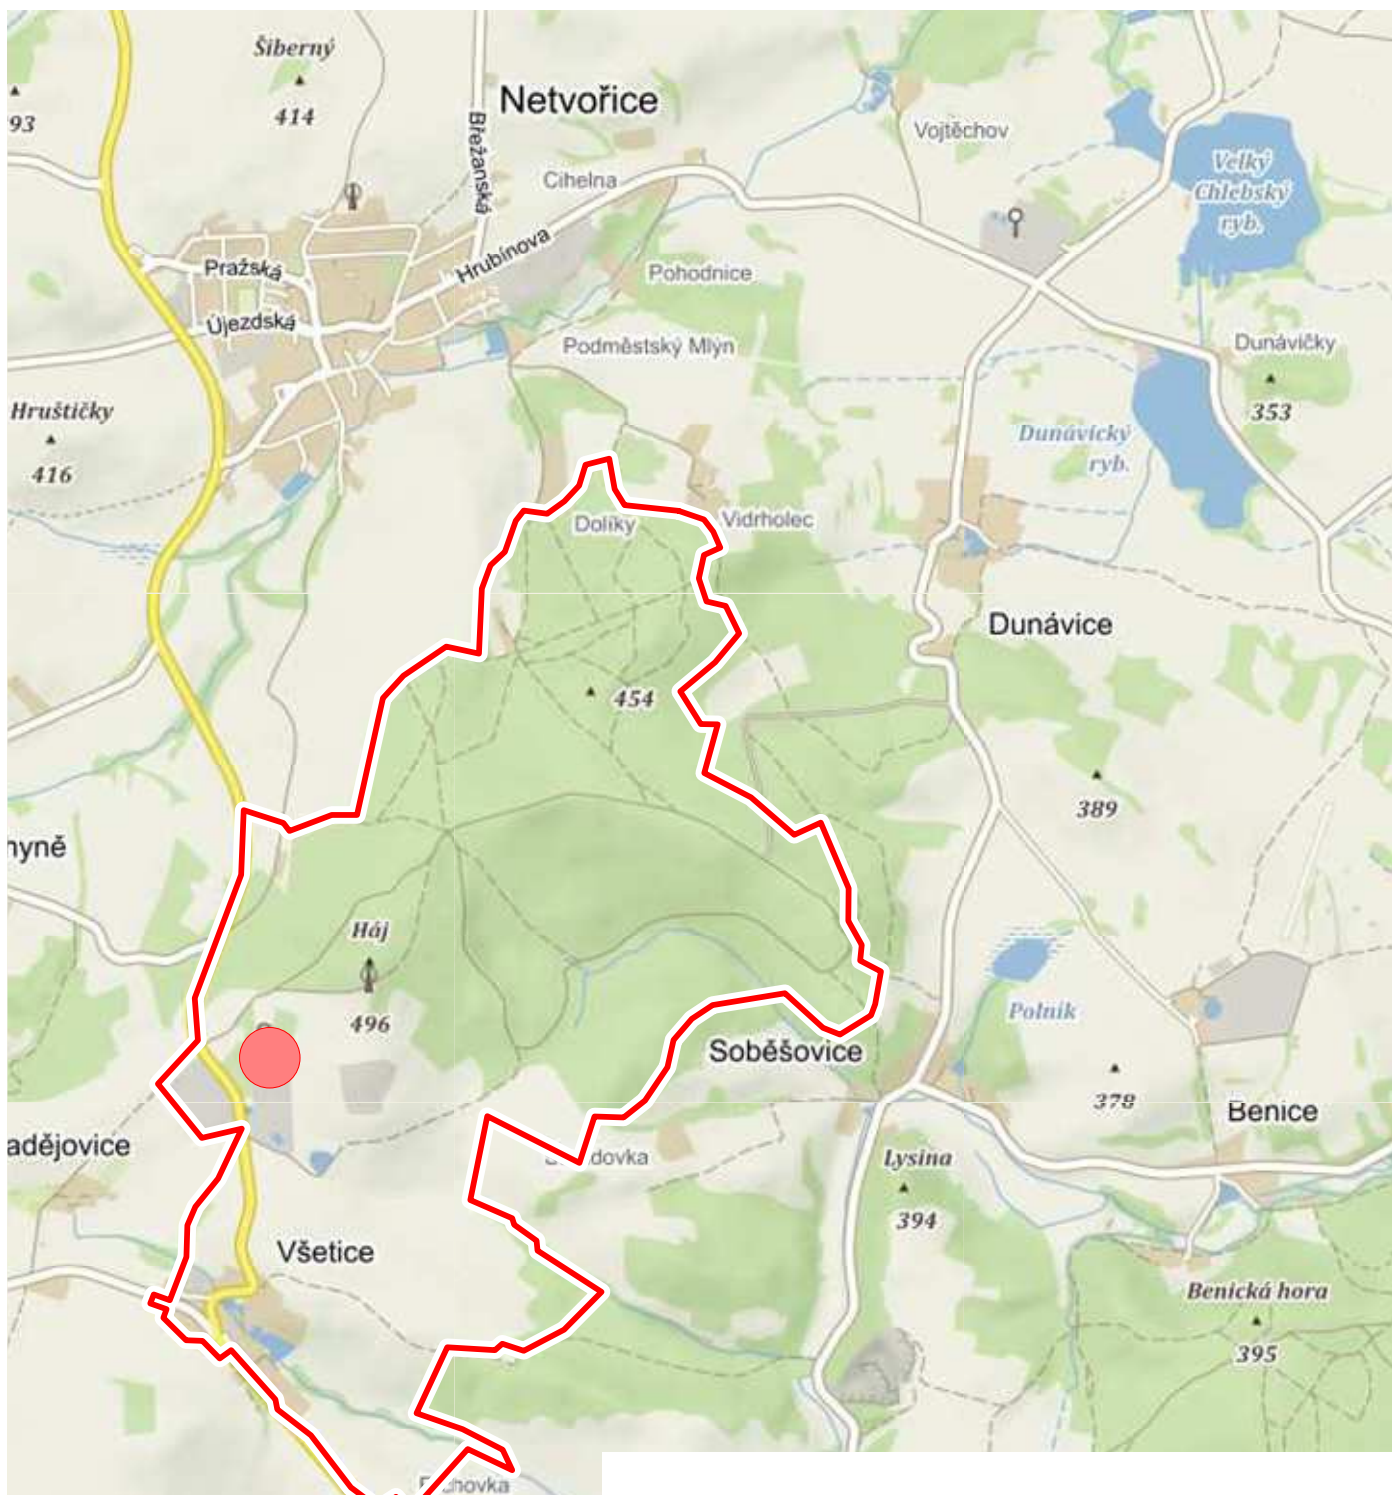 Šiberný
414
93
Netvořice
Břežanská
Vojtěchov
Velký
Chlebský
ryb.
Cihelna
Hrubínova
Pražská
Pohodnice
Újezdská
Podměstský Mlýn
Dunávičky
353
Hruštičky
416
Dunávický
ryb.
Dolíky
Vidrholec
Dunávice
454
389
hyně
Háj
496
Polník
Soběšovice
378
Benice
adějovice
dovka
Lysina
394
Všetice
Benická hora
395
chovka